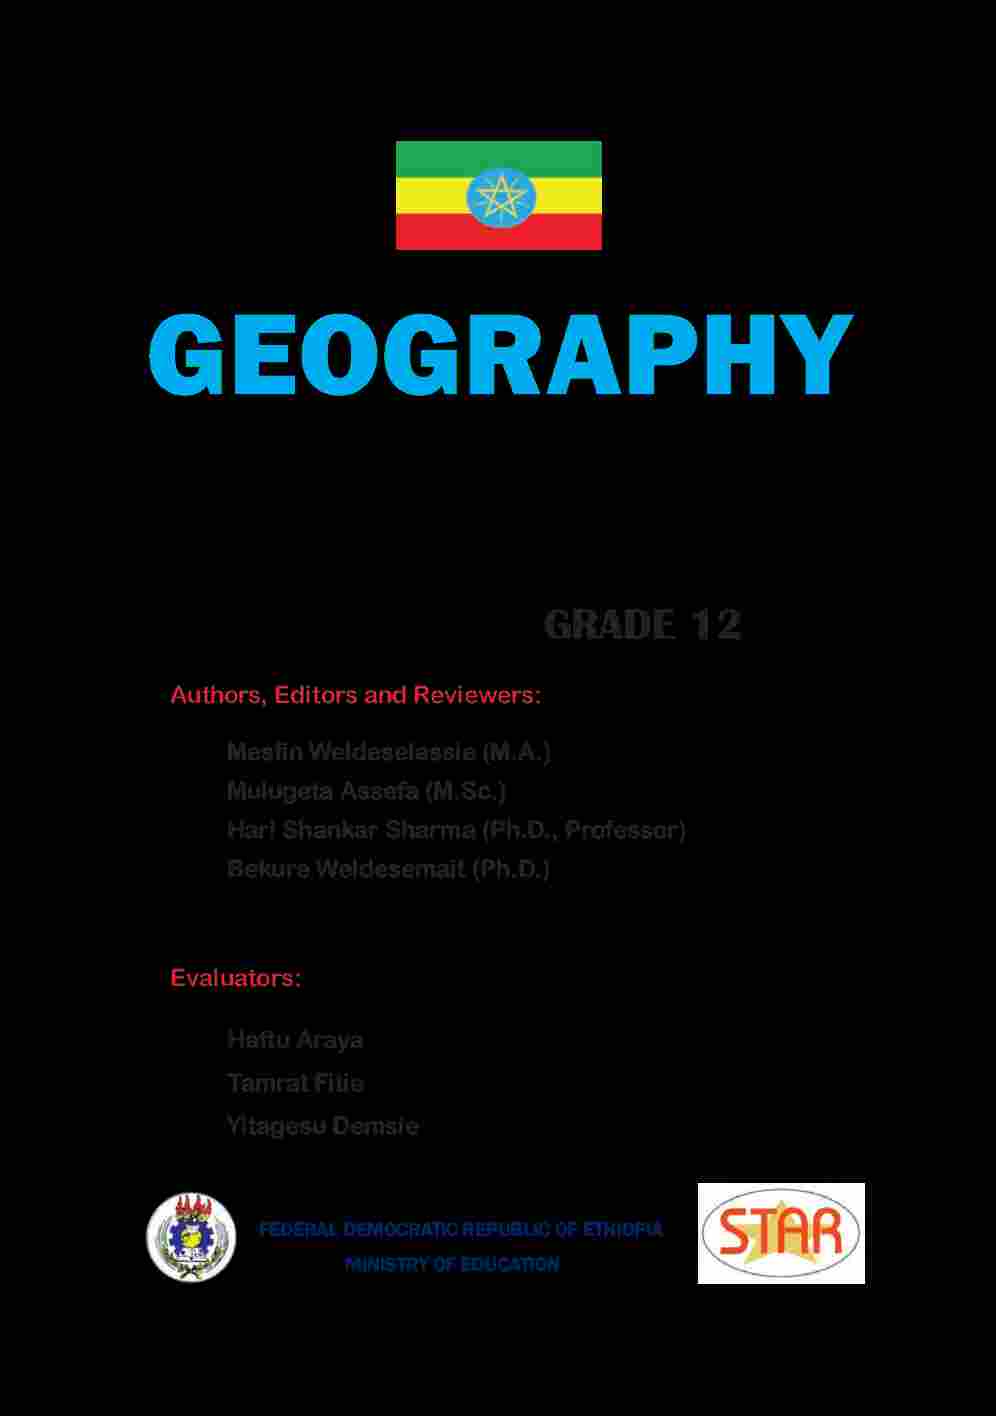 GEOGRAPHY
GRADE 12
Authors, Editors and Reviewers:
Mesfin Weldeselassie (M.A.)
Mulugeta Assefa (M.Sc.)
Hari Shankar Sharma (Ph.D., Professor)
Bekure Weldesemait (Ph.D.)
Evaluators:
Haftu Araya
Tamrat Fitie
Yitagesu Demsie
FEDERAL DEMOCRATIC REPUBLIC OF ETHIOPIA
MINISTRY OF EDUCATION
STAR